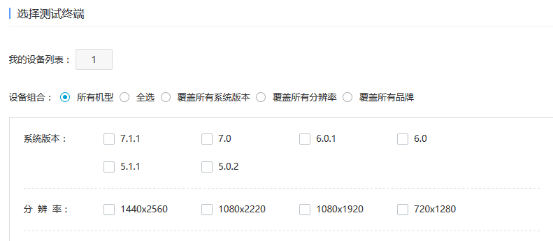 选择测试终端
我的设备列表： 1
设备组合： 所有机型 全选 覆盖所有系统版本 覆盖所有分辨率 覆盖所有品牌
系统版本： 7.1.1 7.0 6.0.1 6.0
5.1.1 5.0.2
分 辨 率： 1440x2560 1080x2220 1080x1920 720x1280